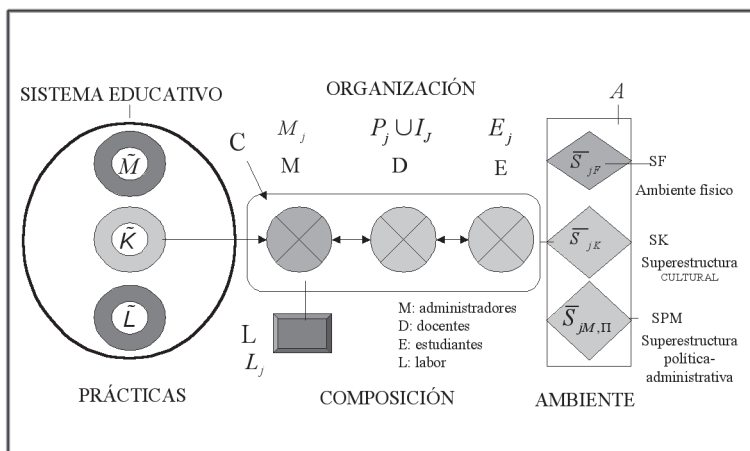 SISTEMA EDUCATIVO
M̃
K̃
L̃
PRÁCTICAS
ORGANIZACIÓN
M_j
P_j ∪ I_J
E_j
C
M
D
E
L
L_j
M: administradores
D: docentes
E: estudiantes
L: labor
COMPOSICIÓN
A
S̅_jF
SF
Ambiente fisico
S̅_jK
SK
Superestructura
CULTURAL
S̅_jM,Π
SPM
Superestructura
política-
administrativa
AMBIENTE